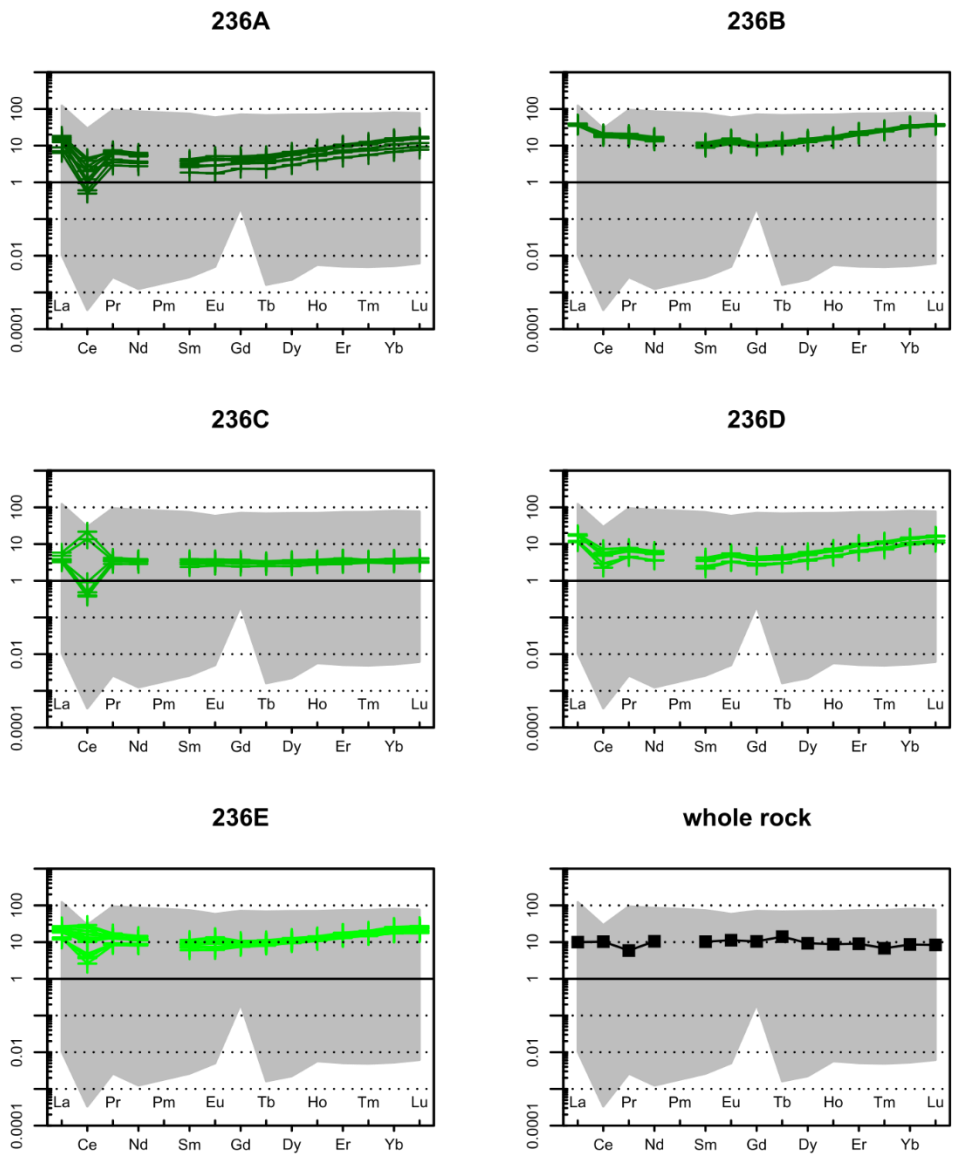 236A
100
10
1
0.01
0.0001
La Pr Pm Eu Tb Ho Tm Lu
Ce Nd Sm Gd Dy Er Yb
236B
100
10
1
0.01
0.0001
La Pr Pm Eu Tb Ho Tm Lu
Ce Nd Sm Gd Dy Er Yb
236C
100
10
1
0.01
0.0001
La Pr Pm Eu Tb Ho Tm Lu
Ce Nd Sm Gd Dy Er Yb
236D
100
10
1
0.01
0.0001
La Pr Pm Eu Tb Ho Tm Lu
Ce Nd Sm Gd Dy Er Yb
236E
100
10
1
0.01
0.0001
La Pr Pm Eu Tb Ho Tm Lu
Ce Nd Sm Gd Dy Er Yb
whole rock
100
10
1
0.01
0.0001
La Pr Pm Eu Tb Ho Tm Lu
Ce Nd Sm Gd Dy Er Yb